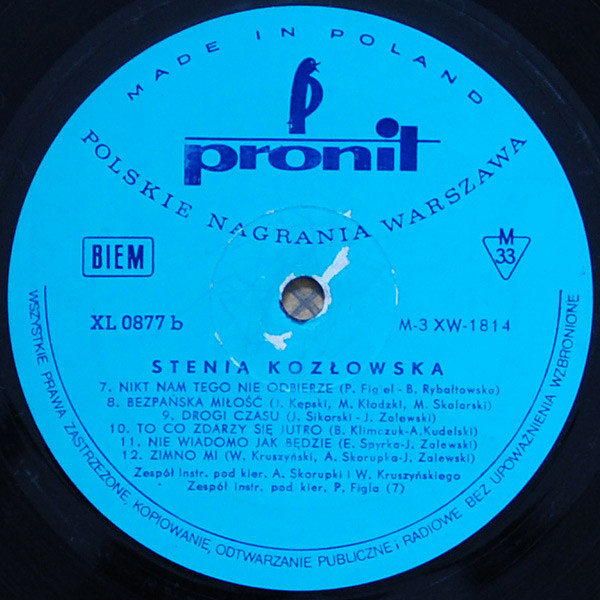 MADE IN POLAND
pronit
POLSKIE NAGRANIA WARSZAWA
BIEM
M
33
XL 0877 b
M-3 XW-1814
STENIA KOZŁOWSKA
7. NIKT NAM TEGO NIE ODBIERZE (P. Figiel - B. Rybałtowska)
8. BEZPAŃSKA MIŁOŚĆ (I. Kępski, M. Kłodzki, M. Skolarski)
9. DROGI CZASU (J. Sikorski - J. Zalewski)
10. TO CO ZDARZY SIĘ JUTRO (B. Klimczuk-A. Kudelski)
11. NIE WIADOMO JAK BĘDZIE (E. Spyrka-J. Zalewski)
12. ZIMNO MI (W. Kruszyński, A. Skorupka-J. Zalewski)
Zespół instr. pod kier. A. Skorupki i W. Kruszyńskiego
Zespół instr. pod kier. P. Figla (7)
WSZYSTKIE PRAWA ZASTRZEŻONE, KOPIOWANIE, ODTWARZANIE PUBLICZNE i RADIOWE BEZ UPOWAŻNIENIA WZBRONIONE